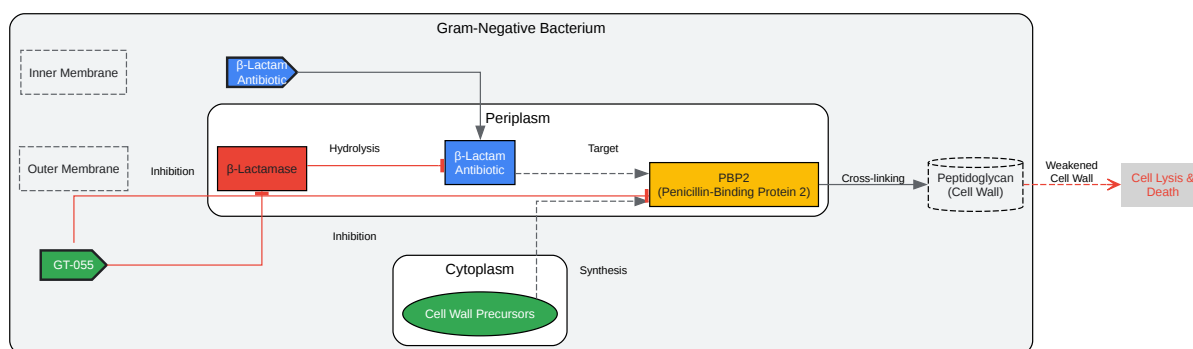 Gram-Negative Bacterium
Inner Membrane
β-Lactam
Antibiotic
Periplasm
Outer Membrane
Inhibition
β-Lactamase
Hydrolysis
β-Lactam
Antibiotic
Target
PBP2
(Penicillin-Binding Protein 2)
Cross-linking
Peptidoglycan
(Cell Wall)
Weakened
Cell Wall
Cell Lysis &
Death
GT-055
Inhibition
Cytoplasm
Synthesis
Cell Wall Precursors